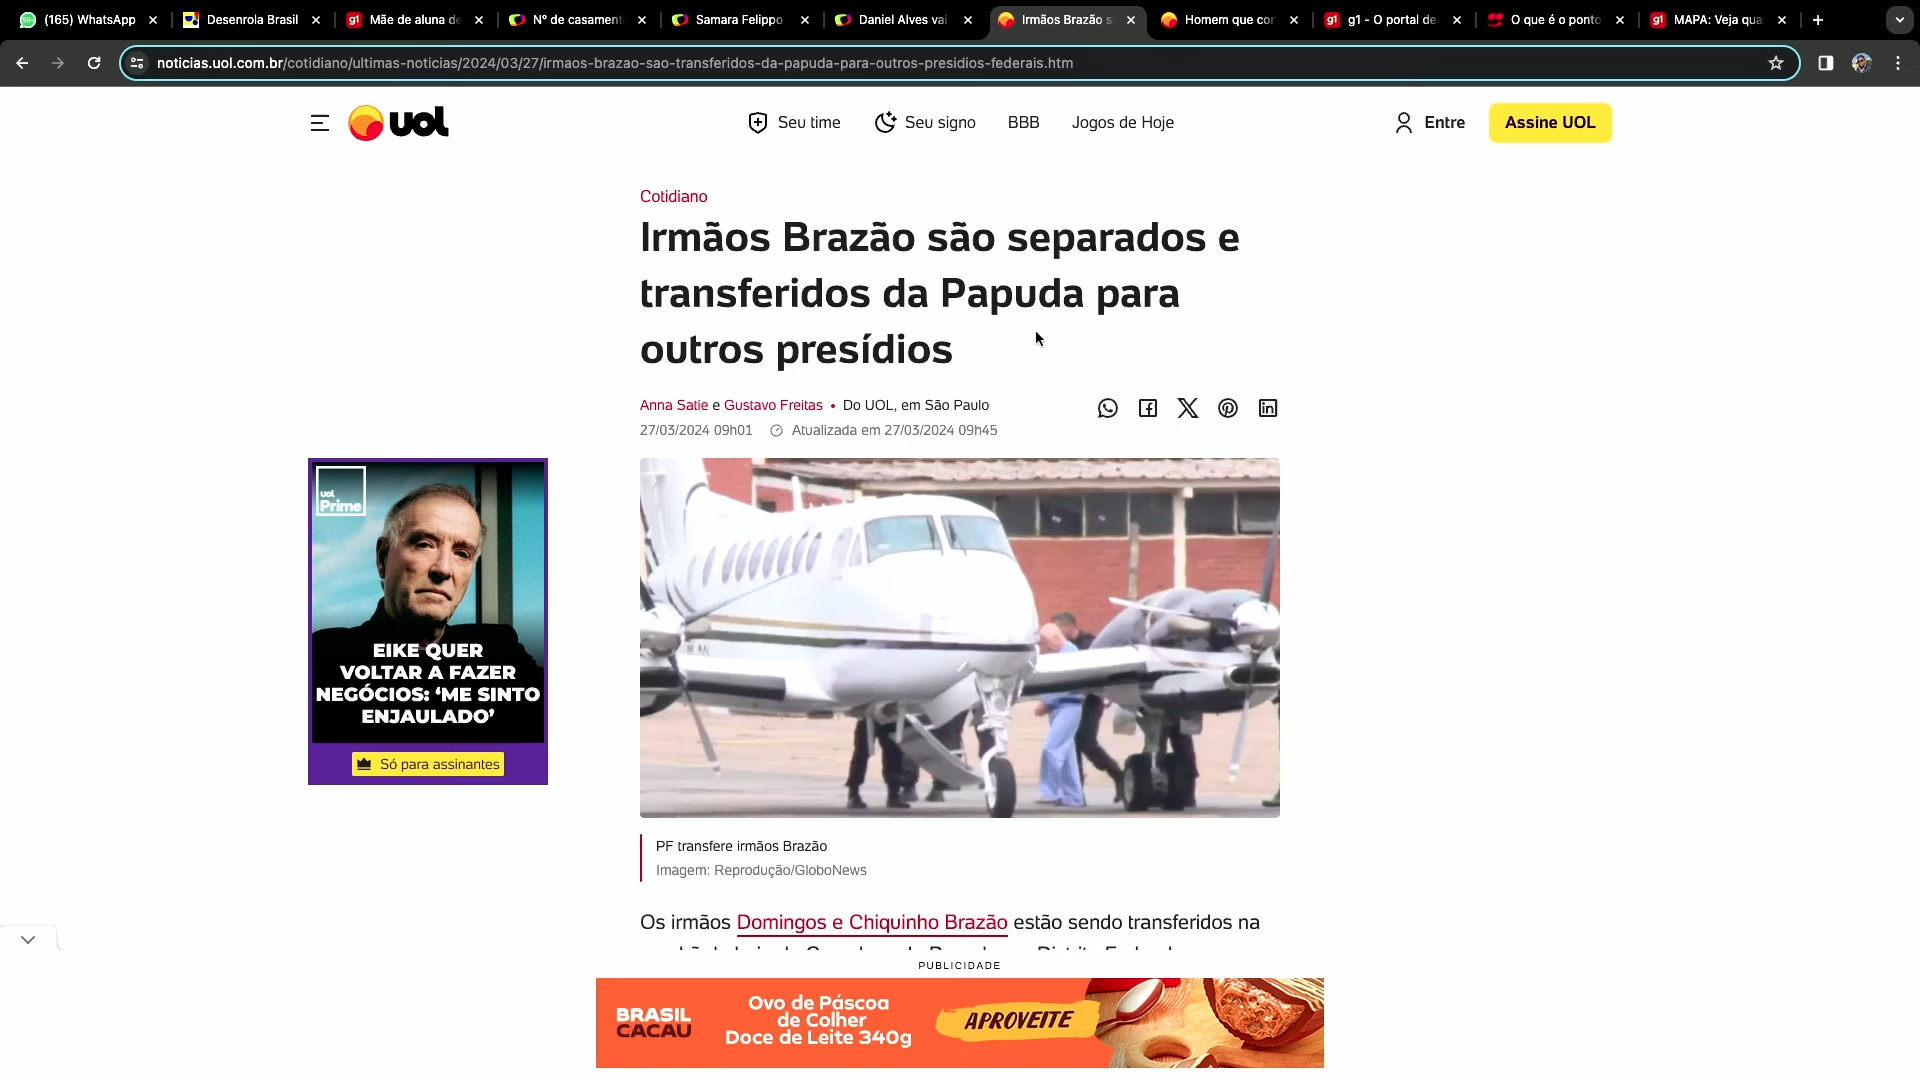 (165) WhatsApp
Desenrola Brasil
Mãe de aluna de
Nº de casament
Samara Felippo
Daniel Alves vai
Irmãos Brazão s
Homem que cor
g1 - O portal de
O que é o ponto
MAPA: Veja qua
noticias.uol.com.br/cotidiano/ultimas-noticias/2024/03/27/irmaos-brazao-sao-transferidos-da-papuda-para-outros-presidios-federais.htm
uol
Seu time
Seu signo
BBB
Jogos de Hoje
Entre
Assine UOL
Cotidiano
Irmãos Brazão são separados e
transferidos da Papuda para
outros presídios
Anna Satie e Gustavo Freitas • Do UOL, em São Paulo
27/03/2024 09h01 Atualizada em 27/03/2024 09h45
uol
Prime
EIKE QUER
VOLTAR A FAZER
NEGÓCIOS: ‘ME SINTO
ENJAULADO’
Só para assinantes
PF transfere irmãos Brazão
Imagem: Reprodução/GloboNews
Os irmãos Domingos e Chiquinho Brazão estão sendo transferidos na
PUBLICIDADE
BRASIL
CACAU
Ovo de Páscoa
de Colher
Doce de Leite 340g
APROVEITE